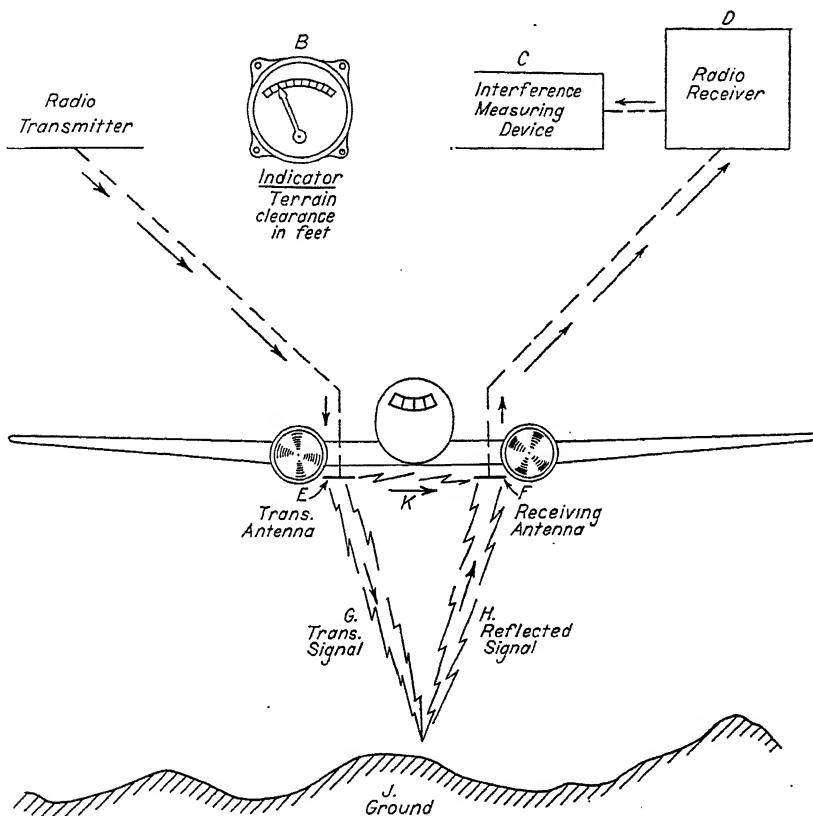 B
D
C
Radio
Transmitter
Interference
Measuring
Device
Radio
Receiver
Indicator
Terrain
clearance
in feet
E
Trans.
Antenna
K
F
Receiving
Antenna
G.
Trans.
Signal
H.
Reflected
Signal
J.
Ground